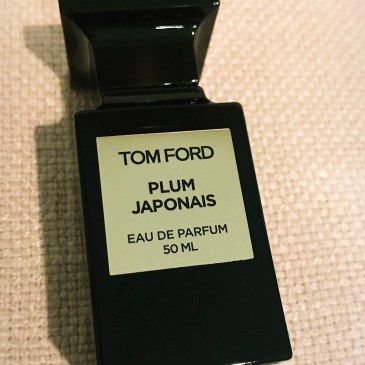 TOM FORD
PLUM
JAPONAIS
EAU DE PARFUM
50 ML